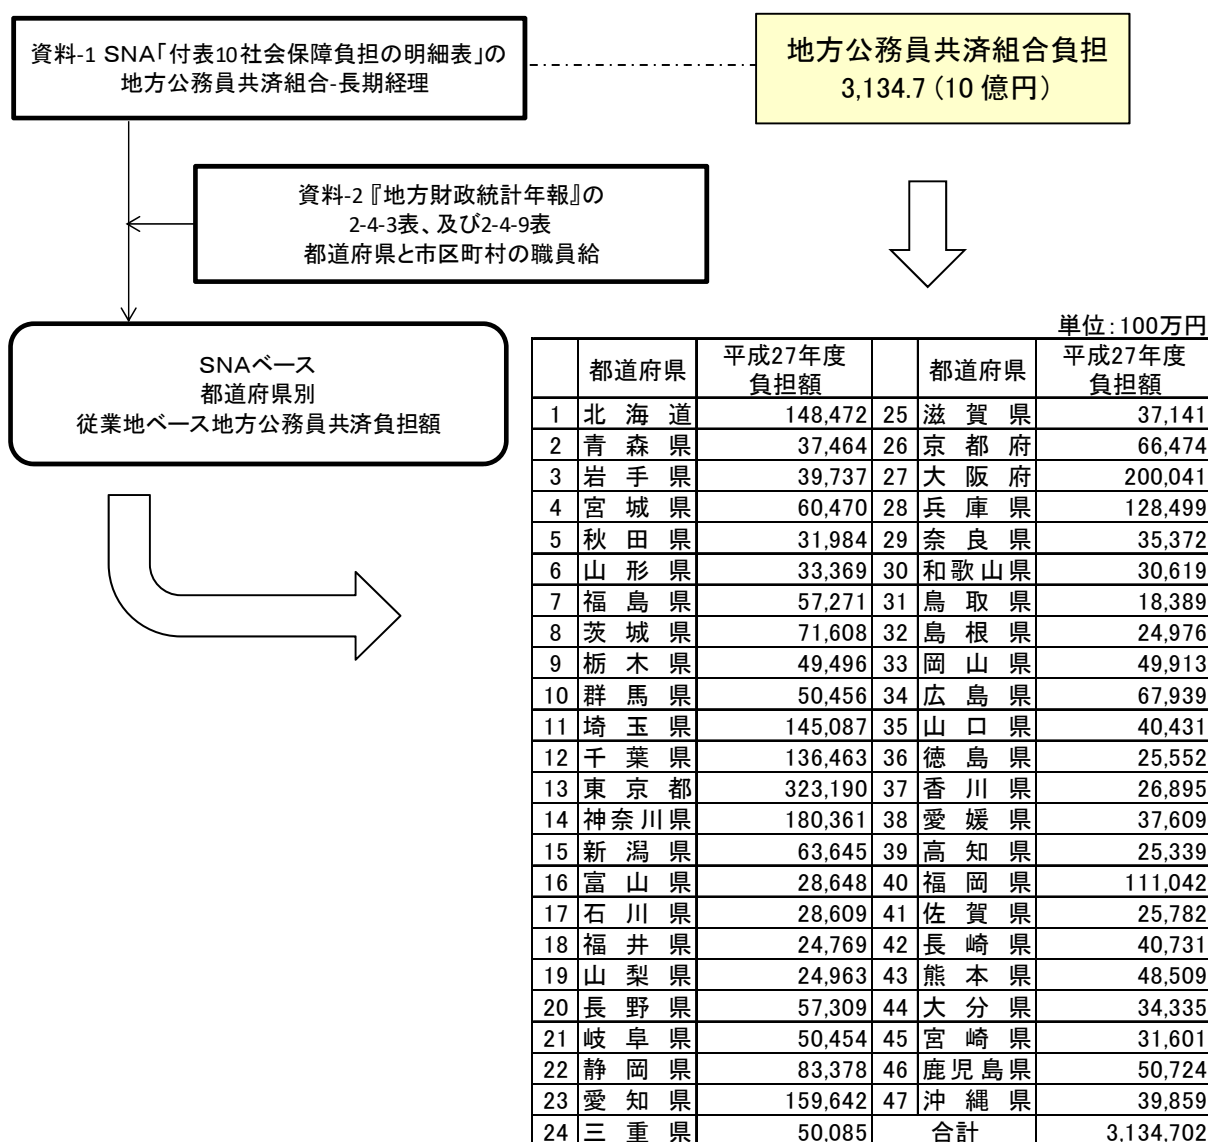 資料-1 SNA「付表10社会保障負担の明細表」の
地方公務員共済組合-長期経理
地方公務員共済組合負担
3,134.7（10 億円）
資料-2『地方財政統計年報』の
2-4-3表、及び2-4-9表
都道府県と市区町村の職員給
SNAベース
都道府県別
従業地ベース地方公務員共済負担額
単位：100万円
都道府県 平成27年度 負担額 都道府県 平成27年度 負担額
1 北海道 148,472 25 滋賀県 37,141
2 青森県 37,464 26 京都府 66,474
3 岩手県 39,737 27 大阪府 200,041
4 宮城県 60,470 28 兵庫県 128,499
5 秋田県 31,984 29 奈良県 35,372
6 山形県 33,369 30 和歌山県 30,619
7 福島県 57,271 31 鳥取県 18,389
8 茨城県 71,608 32 島根県 24,976
9 栃木県 49,496 33 岡山県 49,913
10 群馬県 50,456 34 広島県 67,939
11 埼玉県 145,087 35 山口県 40,431
12 千葉県 136,463 36 徳島県 25,552
13 東京都 323,190 37 香川県 26,895
14 神奈川県 180,361 38 愛媛県 37,609
15 新潟県 63,645 39 高知県 25,339
16 富山県 28,648 40 福岡県 111,042
17 石川県 28,609 41 佐賀県 25,782
18 福井県 24,769 42 長崎県 40,731
19 山梨県 24,963 43 熊本県 48,509
20 長野県 57,309 44 大分県 34,335
21 岐阜県 50,454 45 宮崎県 31,601
22 静岡県 83,378 46 鹿児島県 50,724
23 愛知県 159,642 47 沖縄県 39,859
24 三重県 50,085 合計 3,134,702